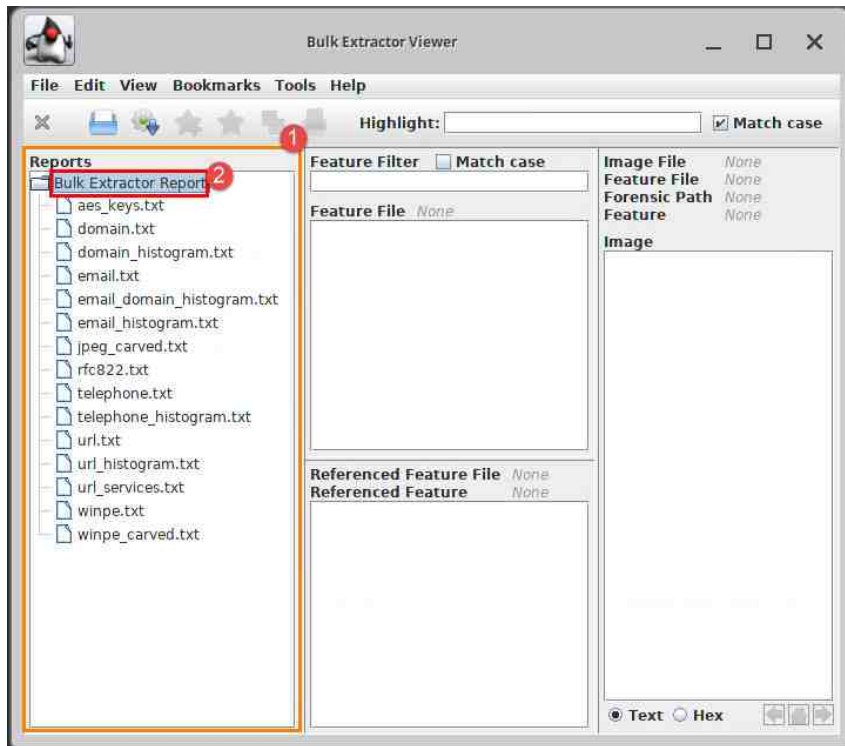 Bulk Extractor Viewer
File Edit View Bookmarks Tools Help
Highlight: Match case
1
Reports
Bulk Extractor Report 2
aes_keys.txt
domain.txt
domain_histogram.txt
email.txt
email_domain_histogram.txt
email_histogram.txt
jpeg_carved.txt
rfc822.txt
telephone.txt
telephone_histogram.txt
url.txt
url_histogram.txt
url_services.txt
winpe.txt
winpe_carved.txt
Feature Filter Match case
Feature File None
Referenced Feature File None
Referenced Feature None
Image File None
Feature File None
Forensic Path None
Feature None
Image
Text Hex